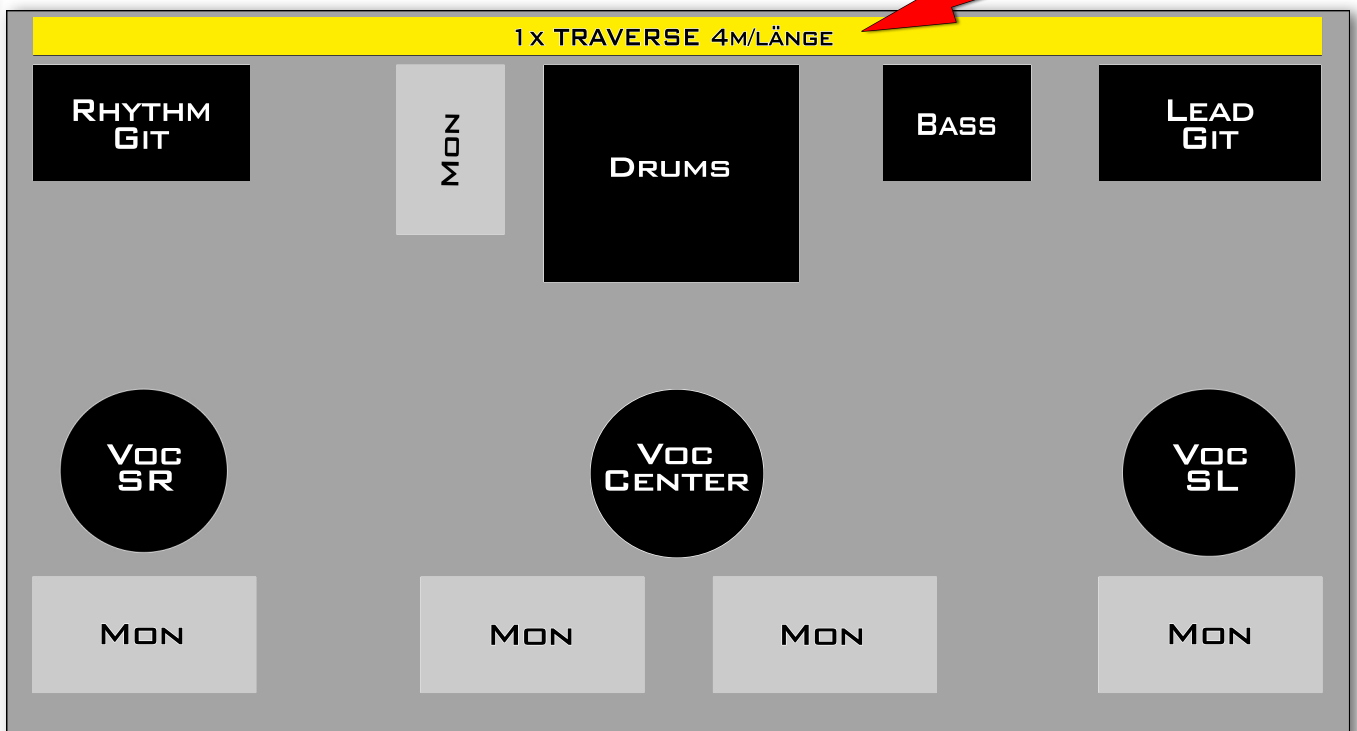 1x TRAVERSE 4M/LÄNGE
RHYTHM
GIT
MON
DRUMS
BASS
LEAD
GIT
VOC
SR
VOC
CENTER
VOC
SL
MON
MON
MON
MON